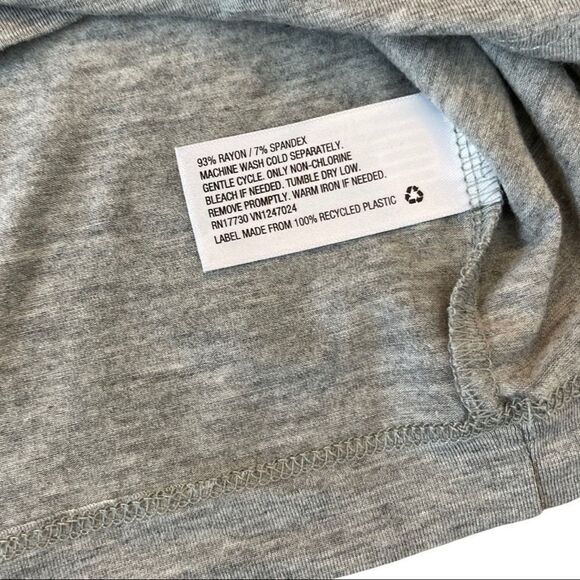 93% RAYON / 7% SPANDEX
MACHINE WASH COLD SEPARATELY.
GENTLE CYCLE. ONLY NON-CHLORINE
BLEACH IF NEEDED. TUMBLE DRY LOW.
REMOVE PROMPTLY. WARM IRON IF NEEDED.
RN17730 VN1247024
LABEL MADE FROM 100% RECYCLED PLASTIC